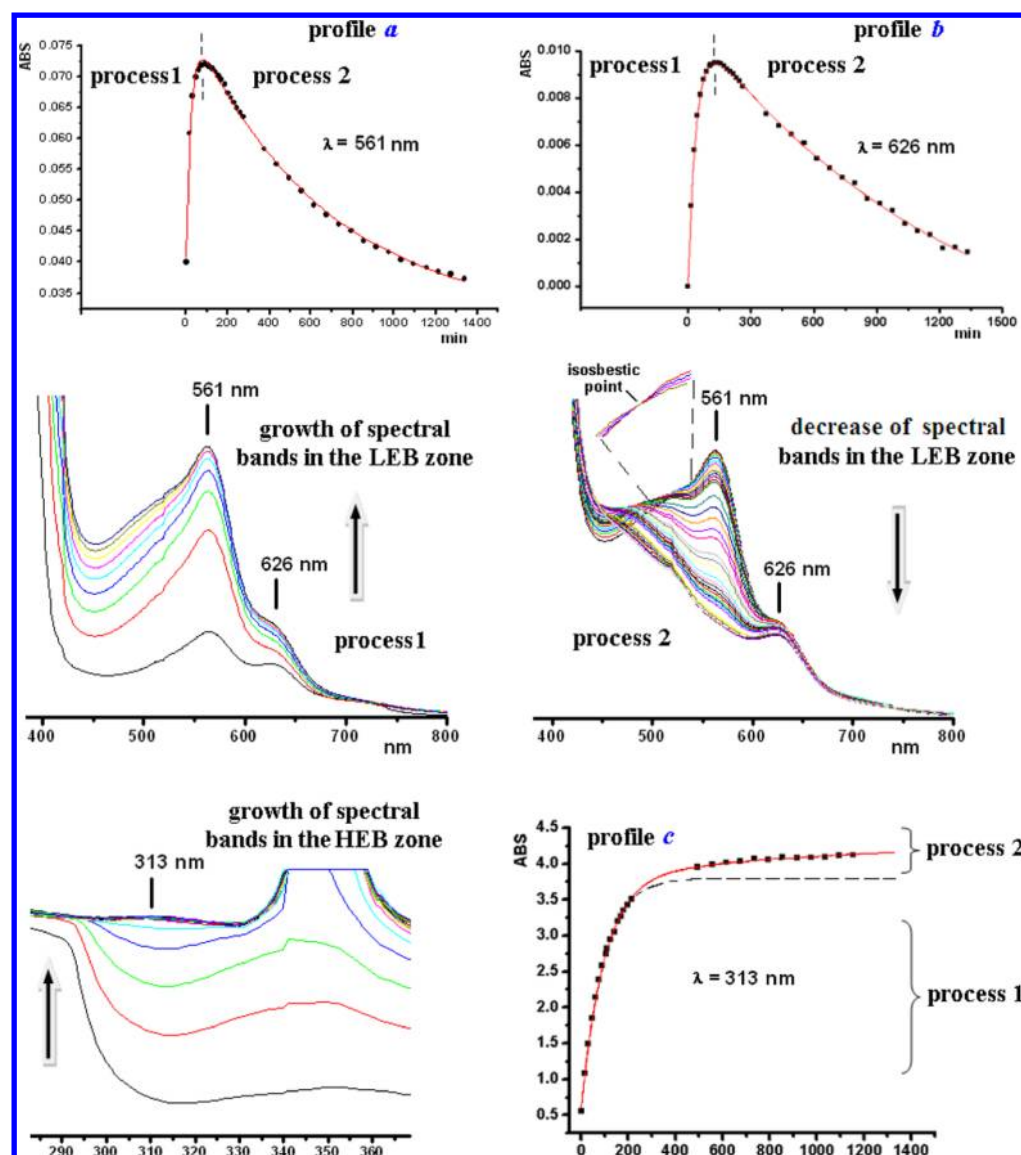 profile a
ABS
process1
process 2
λ = 561 nm
0.075
0.070
0.065
0.060
0.055
0.050
0.045
0.040
0.035
0 200 400 600 800 1000 1200 1400
min
profile b
ABS
process1
process 2
λ = 626 nm
0.010
0.008
0.006
0.004
0.002
0.000
0 300 600 900 1200 1500
min
561 nm
growth of spectral
bands in the LEB zone
626 nm
process1
400 500 600 700 800
nm
isosbestic
point
561 nm
decrease of spectral
bands in the LEB zone
626 nm
process 2
400 500 600 700 800
nm
growth of spectral
bands in the HEB zone
313 nm
290 300 310 320 330 340 350 360
profile c
ABS
process 2
λ = 313 nm
process 1
4.5
4.0
3.5
3.0
2.5
2.0
1.5
1.0
0.5
0 200 400 600 800 1000 1200 1400